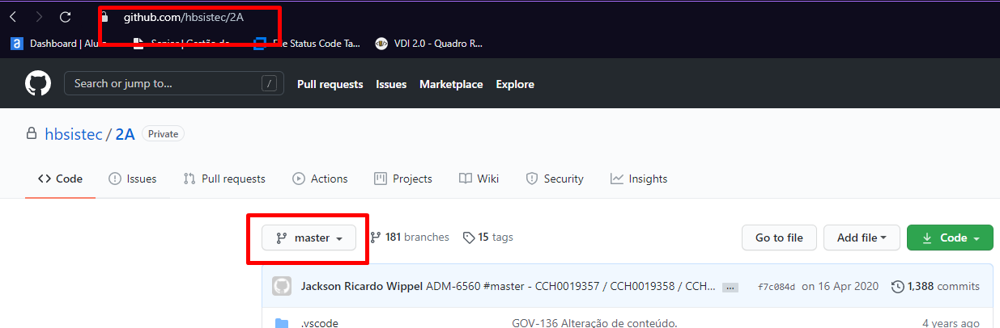 github.com/hbsistec/2A
Dashboard | Alu
Senior | Gestão de
File Status Code Ta...
VDI 2.0 - Quadro R...
Search or jump to...
/
Pull requests
Issues
Marketplace
Explore
hbsistec / 2A
Private
Code
Issues
Pull requests
Actions
Projects
Wiki
Security
Insights
master
181 branches
15 tags
Go to file
Add file
Code
Jackson Ricardo Wippel ADM-6560 #master - CCH0019357 / CCH0019358 / CCH...
...
f7c084d on 16 Apr 2020
1,388 commits
.vscode
GOV-136 Alteração de conteúdo.
4 years ago